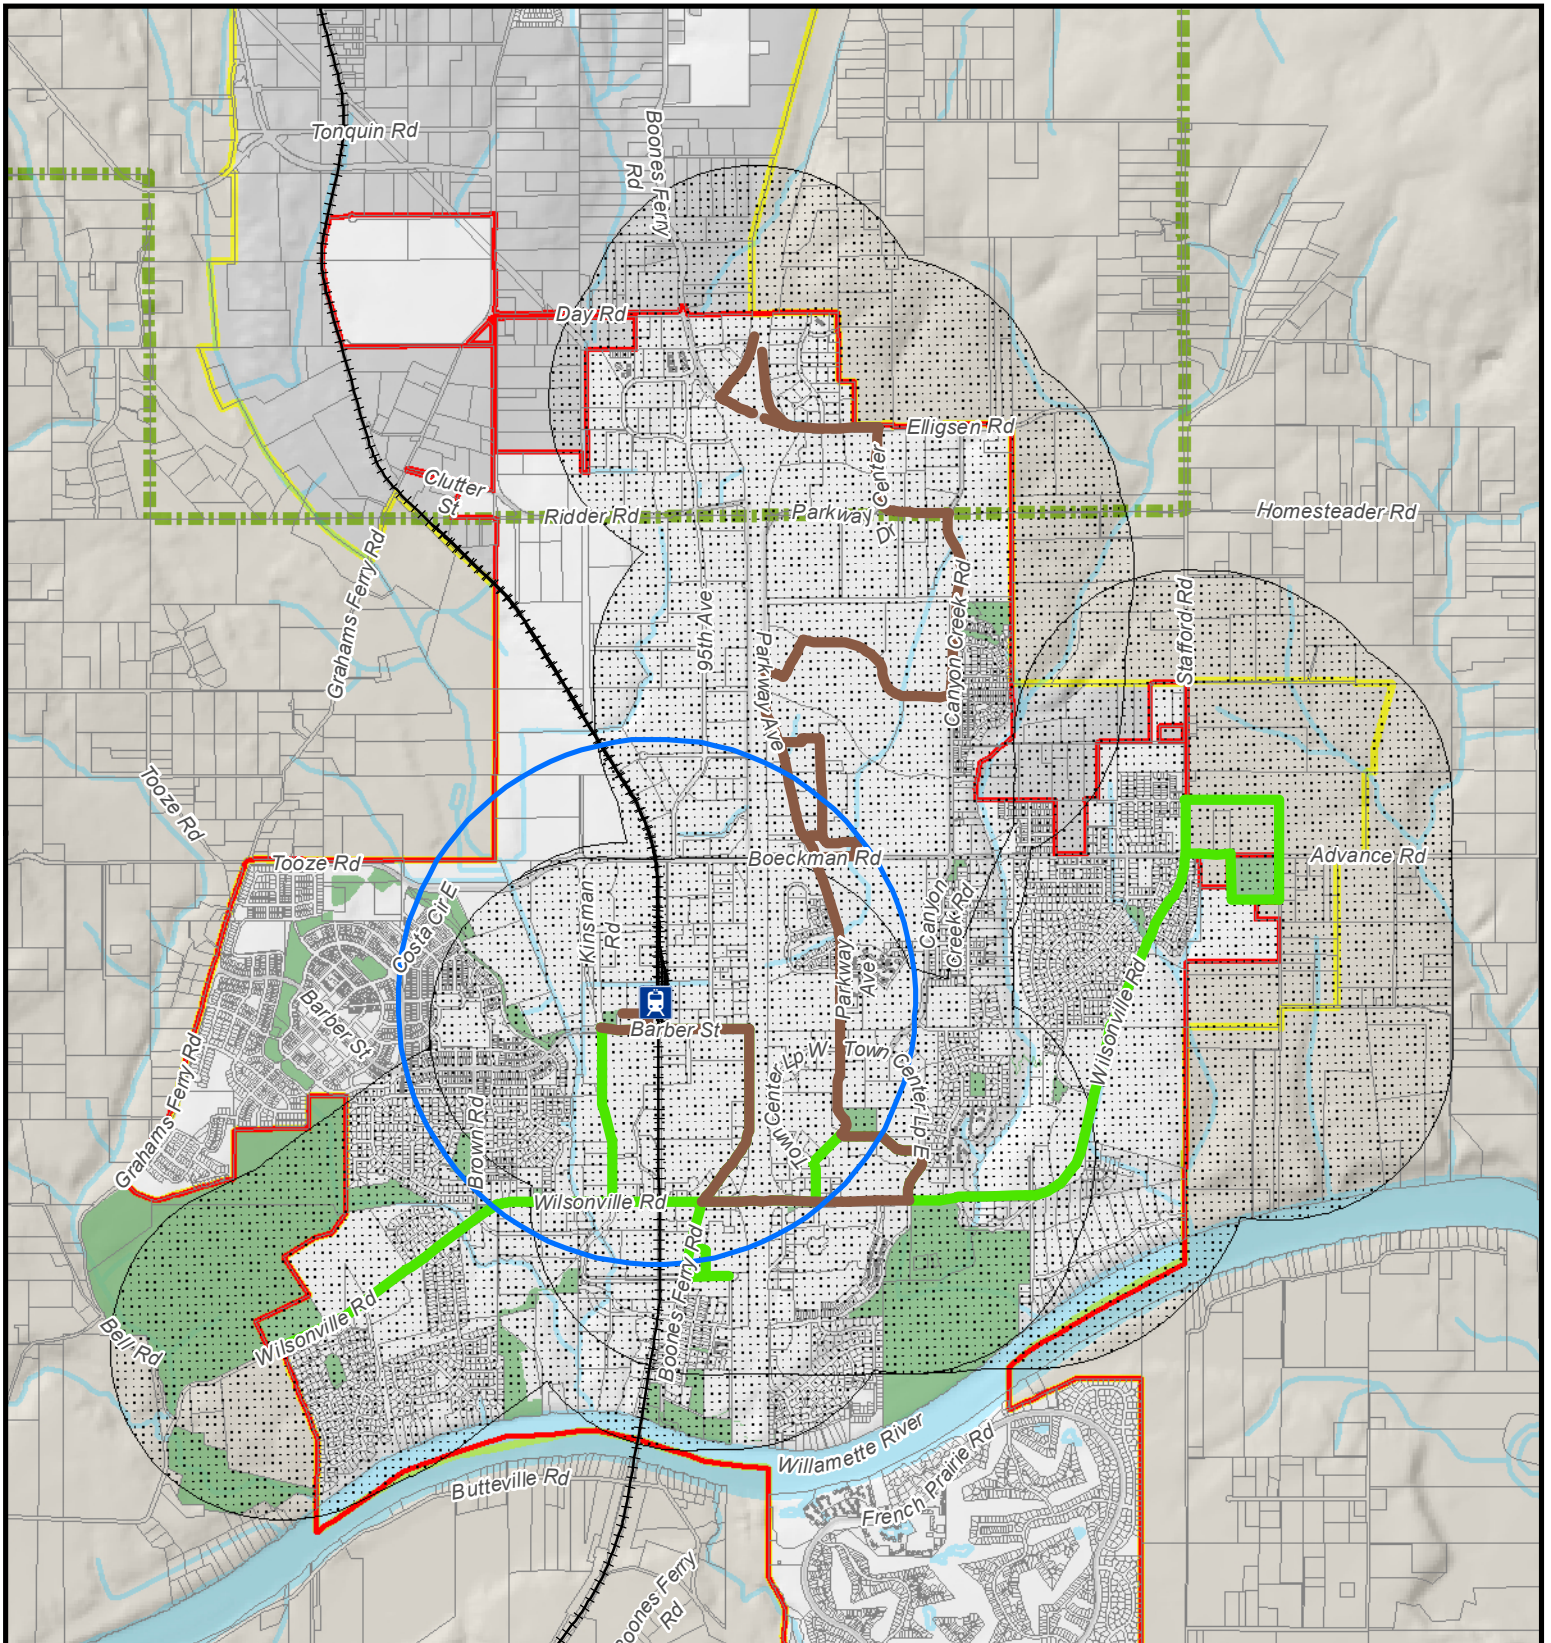 Tonquin Rd
Boones Ferry
Rd
Day Rd
Elligsen Rd
Clutter
St
Center
Ridder Rd
Parkway
Dr
Homesteader Rd
Grahams Ferry Rd
95th Ave
Canyon Creek Rd
Stafford Rd
Parkway Ave
Tooze Rd
Tooze Rd
Boeckman Rd
Advance Rd
Costa Cir E
Kinsman
Rd
Canyon
Creek Rd
Parkway
Ave
Barber St
Barber St
Wilsonville Rd
Town Center Lp W
Town Center Lp E
Grahams Ferry Rd
Brown Rd
Wilsonville Rd
Boones Ferry Rd
Wilsonville Rd
Bell Rd
Willamette River
Butteville Rd
French Prairie Rd
Boones Ferry
Rd